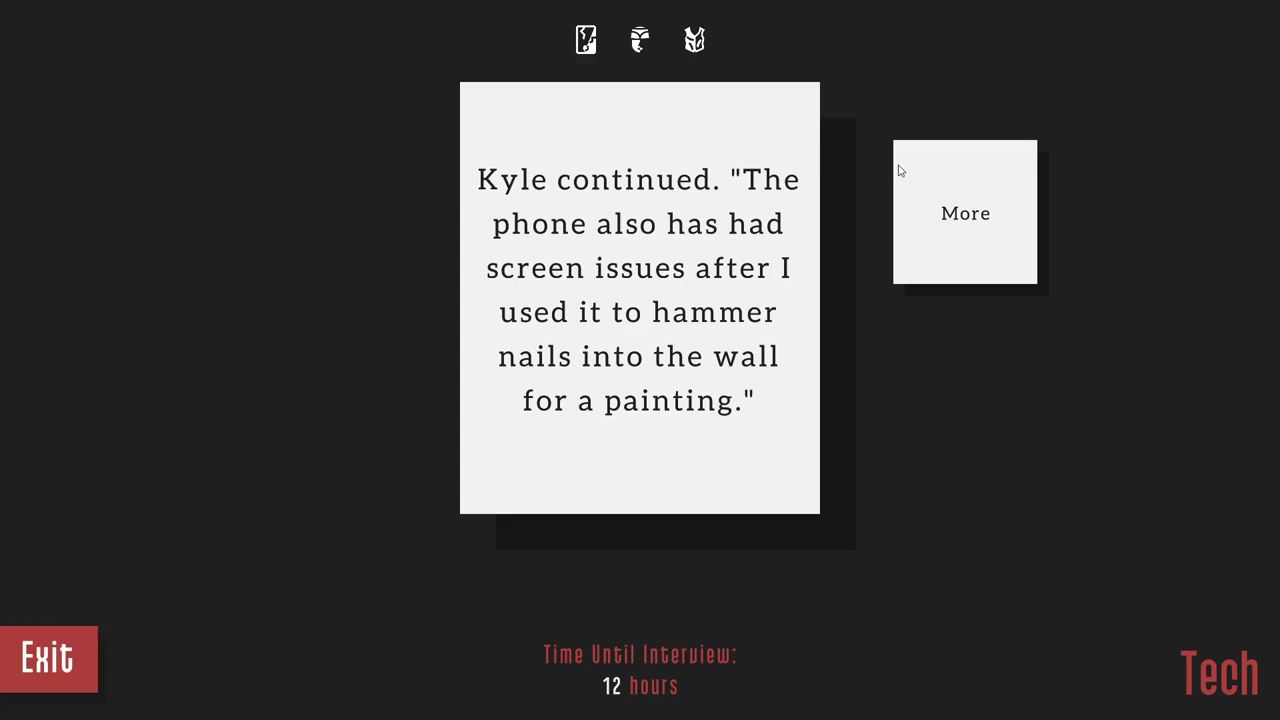 Kyle continued. "The
phone also has had
screen issues after I
used it to hammer
nails into the wall
for a painting."
More
Exit
Time Until Interview:
12 hours
Tech